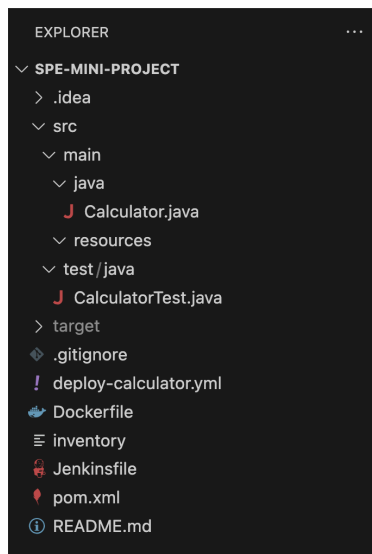 EXPLORER
SPE-MINI-PROJECT
.idea
src
main
java
J Calculator.java
resources
test/java
J CalculatorTest.java
target
.gitignore
! deploy-calculator.yml
Dockerfile
inventory
Jenkinsfile
pom.xml
README.md